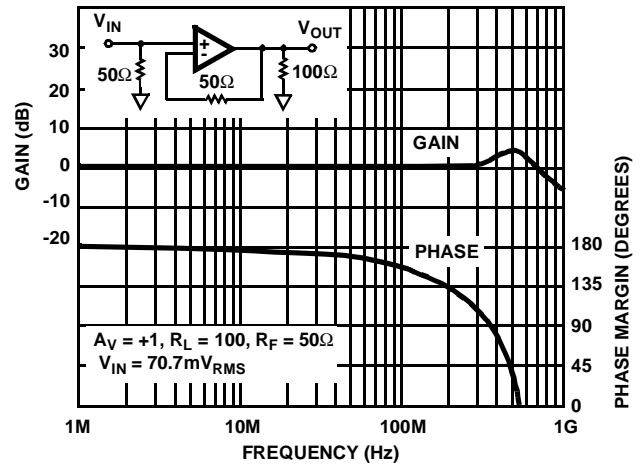 V_IN
V_OUT
+
-
50Ω
50Ω
100Ω
30
20
10
0
-10
-20
GAIN (dB)
GAIN
PHASE
180
135
90
45
0
PHASE MARGIN (DEGREES)
A_V = +1, R_L = 100, R_F = 50Ω
V_IN = 70.7mV_RMS
1M
10M
100M
1G
FREQUENCY (Hz)